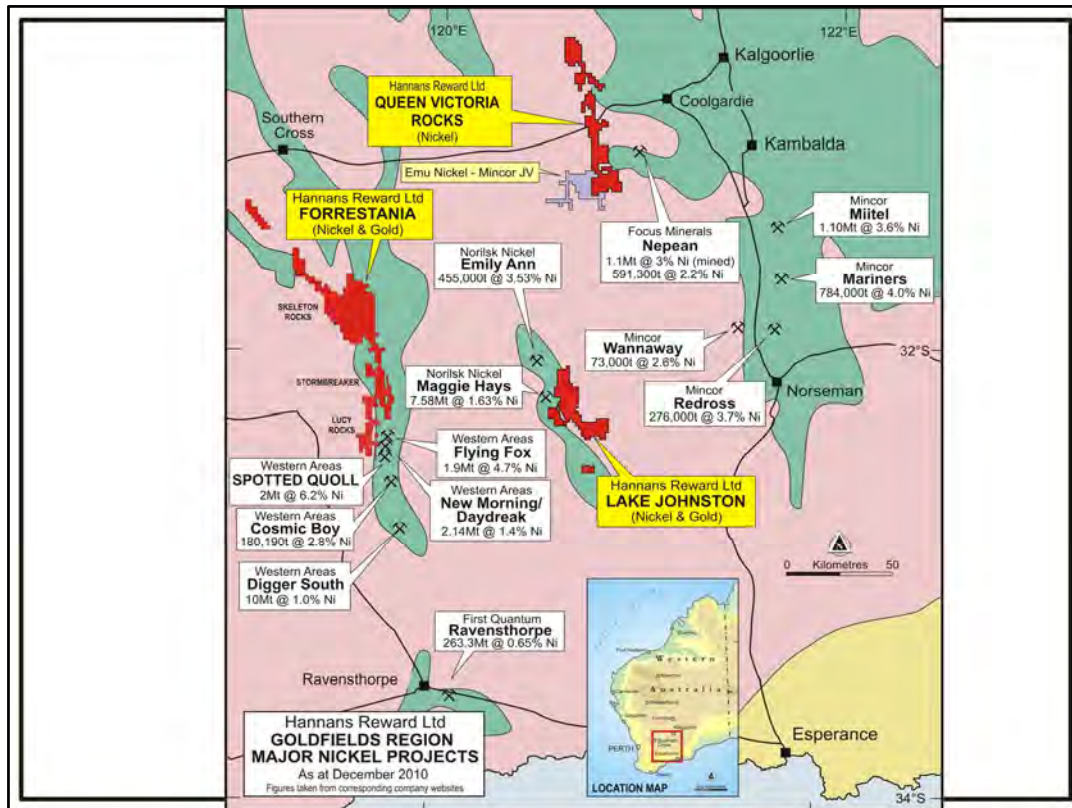 120°E
122°E
Kalgoorlie
Hannans Reward Ltd
QUEEN VICTORIA
ROCKS
(Nickel)
Coolgardie
Southern
Cross
Kambalda
Emu Nickel - Mincor JV
Hannans Reward Ltd
FORRESTANIA
(Nickel & Gold)
Mincor
Miitel
1.10Mt @ 3.6% Ni
Focus Minerals
Nepean
1.1Mt @ 3% Ni (mined)
591,300t @ 2.2% Ni
Norilsk Nickel
Emily Ann
455,000t @ 3.53% Ni
Mincor
Mariners
784,000t @ 4.0% Ni
SKELETON
ROCKS
Mincor
Wannaway
73,000t @ 2.6% Ni
32°S
Norilsk Nickel
Maggie Hays
7.58Mt @ 1.63% Ni
STORMBREAKER
Mincor
Redross
276,000t @ 3.7% Ni
Norseman
LUCY
ROCKS
Western Areas
Flying Fox
1.9Mt @ 4.7% Ni
Western Areas
SPOTTED QUOLL
2Mt @ 6.2% Ni
Western Areas
New Morning/
Daydreak
2.14Mt @ 1.4% Ni
Hannans Reward Ltd
LAKE JOHNSTON
(Nickel & Gold)
Western Areas
Cosmic Boy
180,190t @ 2.8% Ni
Western Areas
Digger South
10Mt @ 1.0% Ni
0 Kilometres 50
First Quantum
Ravensthorpe
263.3Mt @ 0.65% Ni
Ravensthorpe
Western
Australia
PERTH
LOCATION MAP
Esperance
Hannans Reward Ltd
GOLDFIELDS REGION
MAJOR NICKEL PROJECTS
As at December 2010
Figures taken from corresponding company websites
34°S